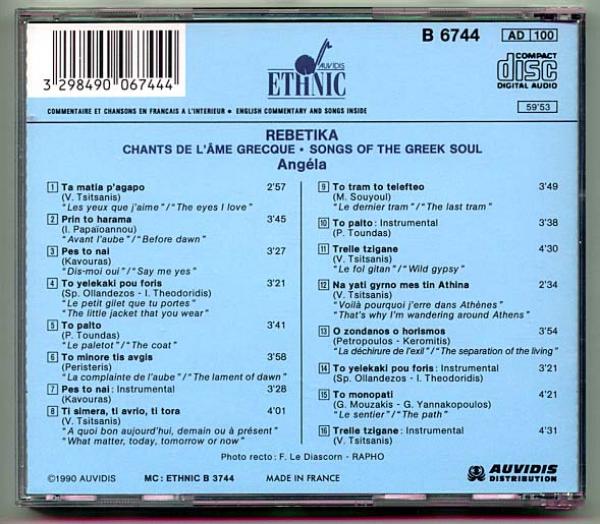 3 298490 067444
AUVIDIS
ETHNIC
B 6744
AD 100
COMPACT
disc
DIGITAL AUDIO
59'53
COMMENTAIRE ET CHANSONS EN FRANCAIS A L'INTERIEUR • ENGLISH COMMENTARY AND SONGS INSIDE
REBETIKA
CHANTS DE L'ÂME GRECQUE • SONGS OF THE GREEK SOUL
Angéla
1 Ta matia p'agapo 2'57
(V. Tsitsanis)
"Les yeux que j'aime"/"The eyes I love"
2 Prin to harama 3'45
(I. Papaïoannou)
"Avant l'aube"/"Before dawn"
3 Pes to nai 3'27
(Kavouras)
"Dis-moi oui"/"Say me yes"
4 To yelekaki pou foris 3'21
(Sp. Ollandezos - I. Theodoridis)
"Le petit gilet que tu portes"
"The little jacket that you wear"
5 To palto 3'41
(P. Toundas)
"Le paletot"/"The coat"
6 To minore tis avgis 3'58
(Peristeris)
"La complainte de l'aube"/"The lament of dawn"
7 Pes to nai : Instrumental 3'28
(Kavouras)
8 Ti simera, ti avrio, ti tora 4'01
(V. Tsitsanis)
"A quoi bon aujourd'hui, demain ou à présent"
"What matter, today, tomorrow or now"
9 To tram to telefteo 3'49
(M. Souyoul)
"Le dernier tram"/"The last tram"
10 To palto : Instrumental 3'38
(P. Toundas)
11 Trelle tzigane 4'30
(V. Tsitsanis)
"Le fol gitan"/"Wild gypsy"
12 Na yati gyrno mes tin Athina 2'34
(V. Tsitsanis)
"Voilà pourquoi j'erre dans Athènes"
"That's why I'm wandering around Athens"
13 O zondanos o horismos 3'54
(Petropoulos - Keromitis)
"La déchirure de l'exil"/"The separation of the living"
14 To yelekaki pou foris : Instrumental 3'21
(Sp. Ollandezos - I. Theodoridis)
15 To monopati 4'21
(G. Mouzakis - G. Yannakopoulos)
"Le sentier"/"The path"
16 Trelle tzigane : Instrumental 4'31
(V. Tsitsanis)
Photo recto : F. Le Diascorn - RAPHO
©1990 AUVIDIS
MC : ETHNIC B 3744
MADE IN FRANCE
AUVIDIS
DISTRIBUTION